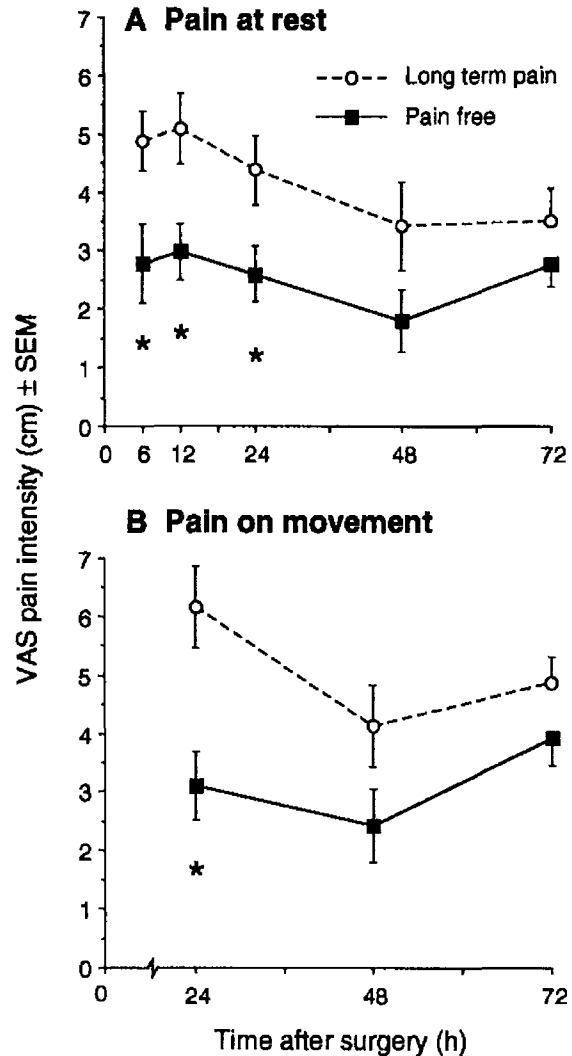 A Pain at rest
Long term pain
Pain free
7
6
5
4
3
2
1
0
*
*
*
0 6 12 24 48 72
VAS pain intensity (cm) ± SEM
B Pain on movement
7
6
5
4
3
2
1
0
*
0 24 48 72
Time after surgery (h)